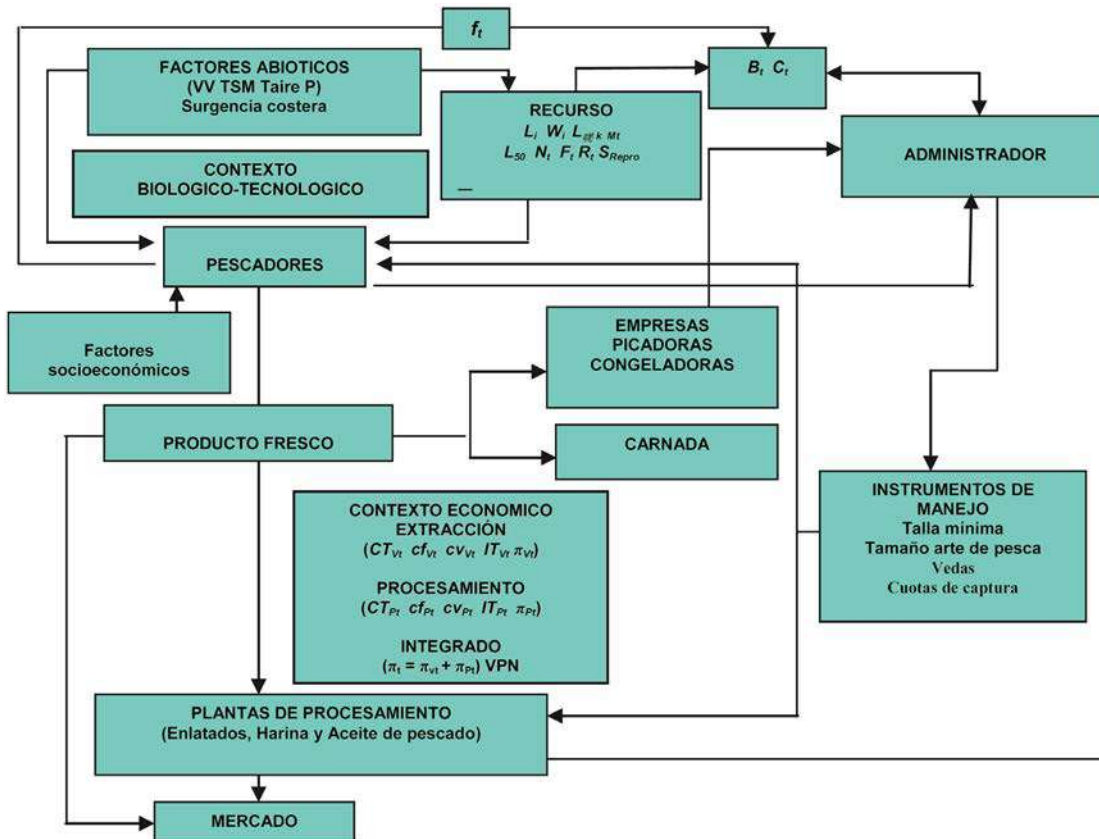 f_t
FACTORES ABIOTICOS
(VV TSM Taire P)
Surgencia costera
B_t C_t
RECURSO
L_i W_i k M_t
L_50 N_t F_t R_t S_Repro
ADMINISTRADOR
CONTEXTO
BIOLOGICO-TECNOLOGICO
PESCADORES
Factores
socioeconómicos
EMPRESAS
PICADORAS
CONGELADORAS
PRODUCTO FRESCO
CARNADA
INSTRUMENTOS DE
MANEJO
Talla minima
Tamaño arte de pesca
Vedas
Cuotas de captura
CONTEXTO ECONOMICO
EXTRACCIÓN
(CT_Vt cf_Vt cv_Vt IT_Vt π_Vt)
PROCESAMIENTO
(CT_Pt cf_Pt cv_Pt IT_Pt π_Pt)
INTEGRADO
(π_t = π_vt + π_Pt) VPN
PLANTAS DE PROCESAMIENTO
(Enlatados, Harina y Aceite de pescado)
MERCADO